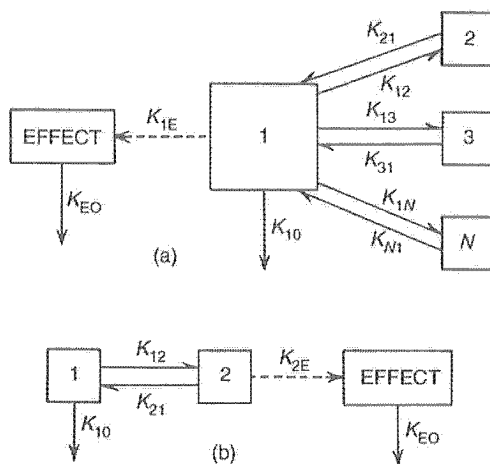 K21
2
K12
K1E
K13
EFFECT
1
3
K31
K1N
KEO
K10
KN1
N
(a)
K12
K2E
1
2
EFFECT
K21
K10
KEO
(b)